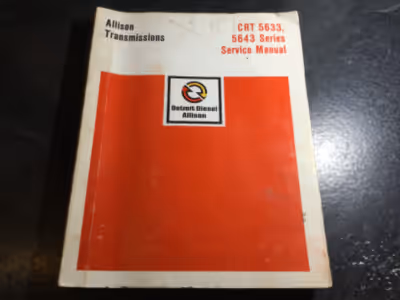 Allison
Transmissions
CRT 5633,
5643 Series
Service Manual
Detroit Diesel
Allison